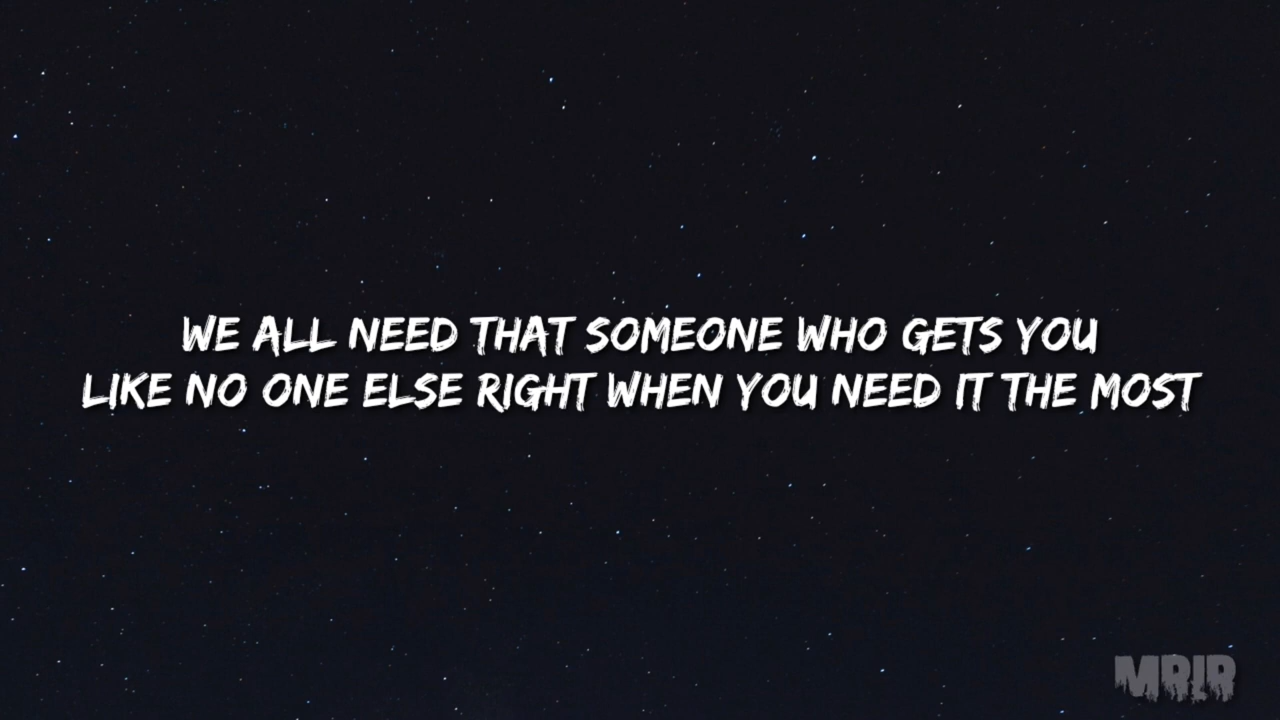 WE ALL NEED THAT SOMEONE WHO GETS YOU
LIKE NO ONE ELSE RIGHT WHEN YOU NEED IT THE MOST
MRLR